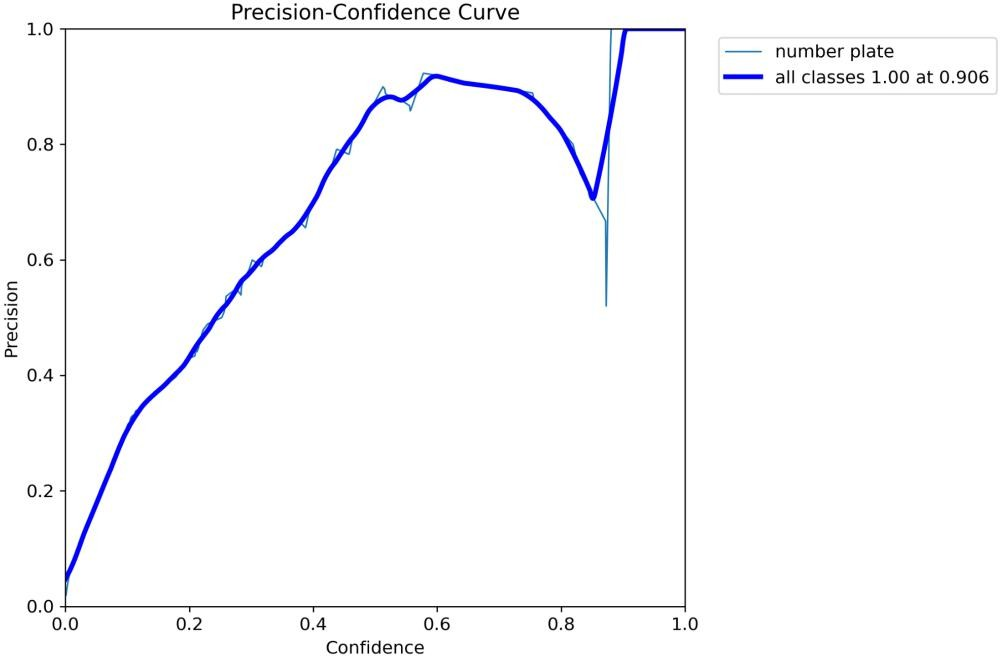 Precision-Confidence Curve
number plate
all classes 1.00 at 0.906
Precision
1.0
0.8
0.6
0.4
0.2
0.0
0.0 0.2 0.4 0.6 0.8 1.0
Confidence